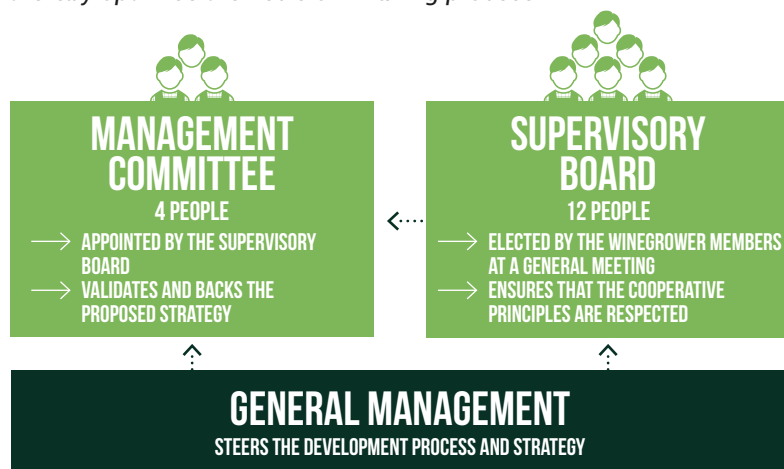 MANAGEMENT
COMMITTEE
4 PEOPLE
APPOINTED BY THE SUPERVISORY
BOARD
VALIDATES AND BACKS THE
PROPOSED STRATEGY
SUPERVISORY
BOARD
12 PEOPLE
ELECTED BY THE WINEGROWER MEMBERS
AT A GENERAL MEETING
ENSURES THAT THE COOPERATIVE
PRINCIPLES ARE RESPECTED
GENERAL MANAGEMENT
STEERS THE DEVELOPMENT PROCESS AND STRATEGY